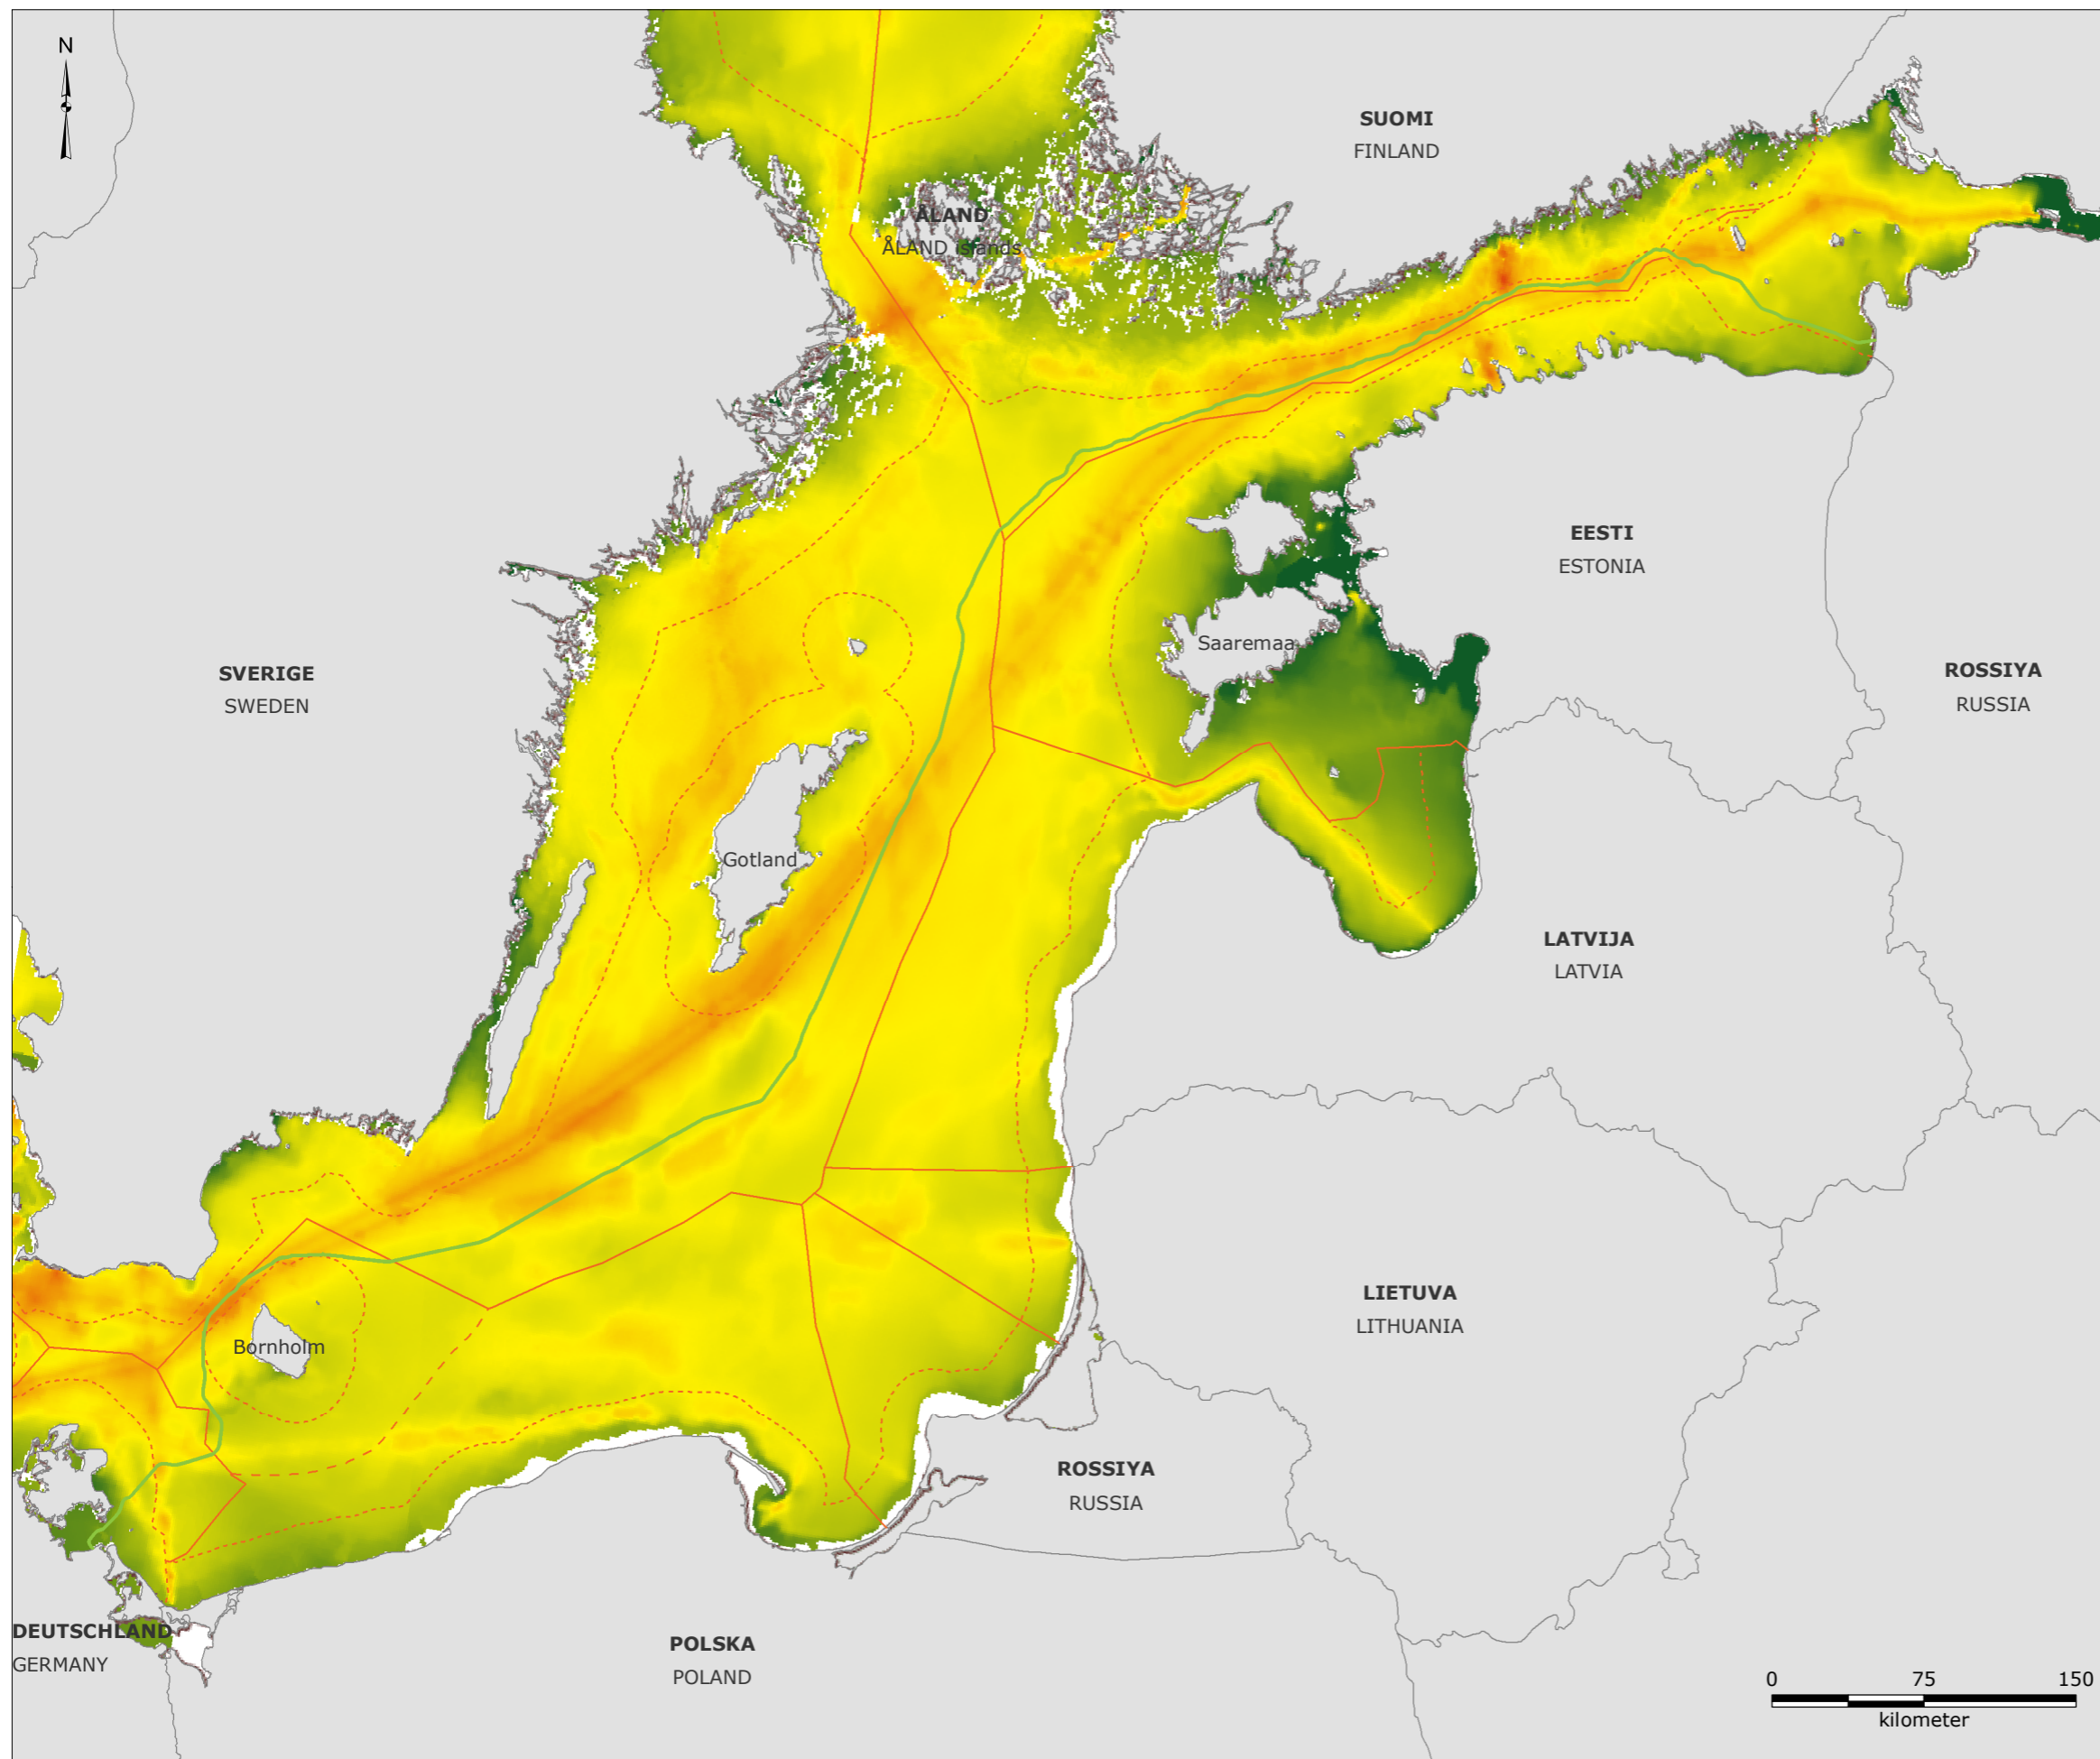 N
SUOMI
FINLAND
ÅLAND
ÅLAND islands
EESTI
ESTONIA
Saaremaa
SVERIGE
SWEDEN
ROSSIYA
RUSSIA
Gotland
LATVIJA
LATVIA
LIETUVA
LITHUANIA
Bornholm
ROSSIYA
RUSSIA
DEUTSCHLAND
GERMANY
POLSKA
POLAND
0 75 150
kilometer